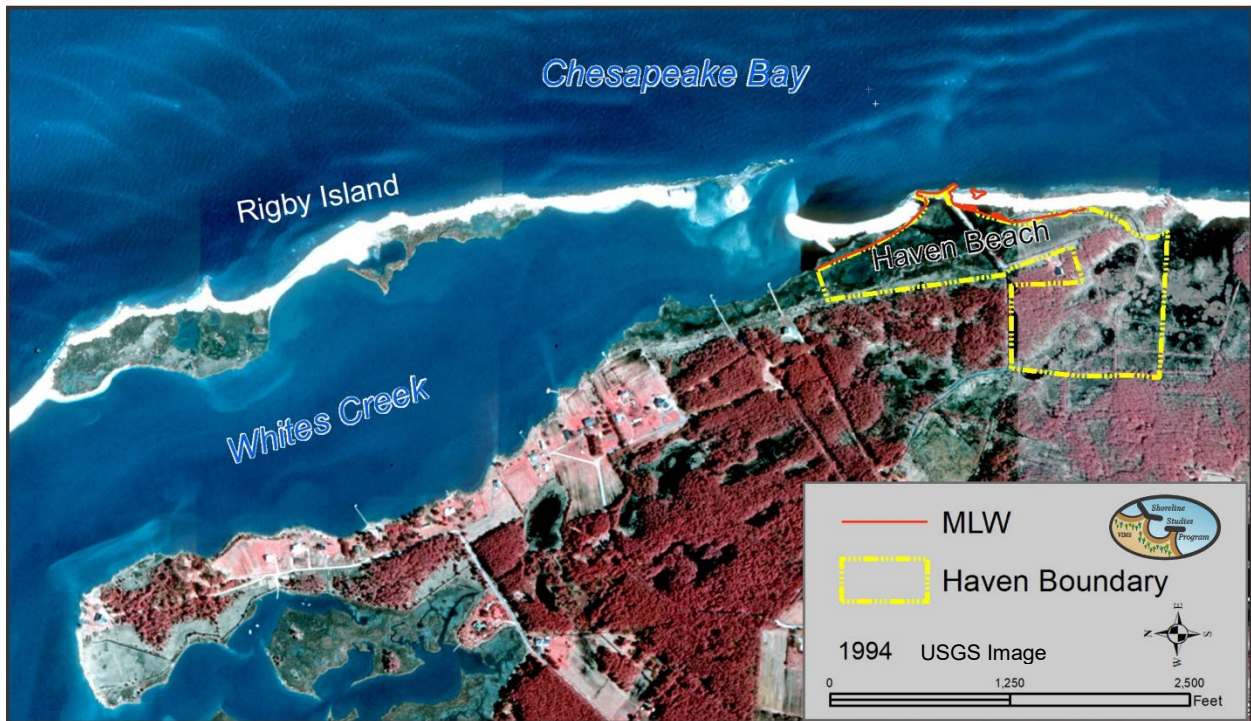 Chesapeake Bay
Rigby Island
Haven Beach
Whites Creek
MLW
Shoreline
Studies
VIMS
Program
Haven Boundary
E
N
S
W
1994 USGS Image
0 1,250 2,500
Feet